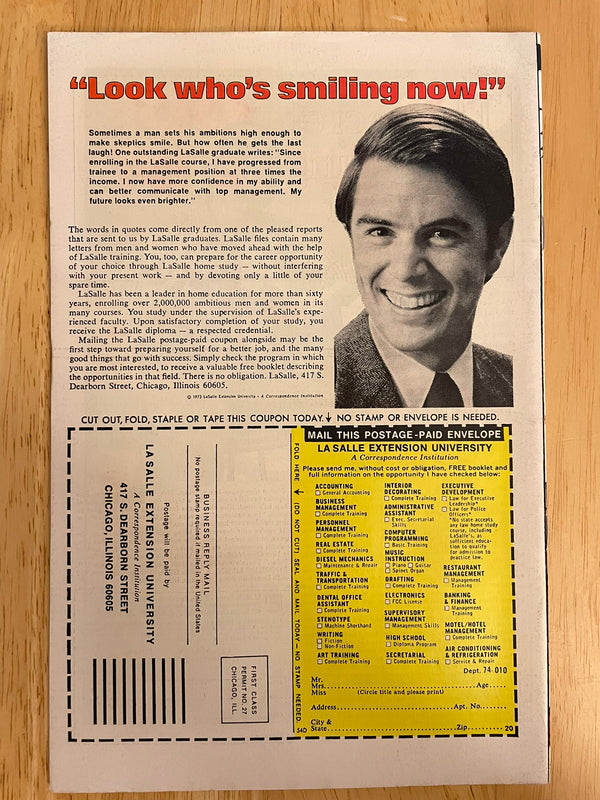 “Look who’s smiling now!”
Sometimes a man sets his ambitions high enough to
make skeptics smile. But how often he gets the last
laugh! One outstanding LaSalle graduate writes: "Since
enrolling in the LaSalle course, I have progressed from
trainee to a management position at three times the
income. I now have more confidence in my ability and
can better communicate with top management. My
future looks even brighter."
The words in quotes come directly from one of the pleased reports
that are sent to us by LaSalle graduates. LaSalle files contain many
letters from men and women who have moved ahead with the
help of LaSalle training. You, too, can prepare for the career opportunity
of your choice through LaSalle home study — without interfering
with your present work — and by devoting only a little of your
spare time.
LaSalle has been a leader in home education for more than sixty
years, enrolling over 2,000,000 ambitious men and women in its
many courses. You study under the supervision of LaSalle's expe-
rienced faculty. Upon satisfactory completion of your study, you
receive the LaSalle diploma — a respected credential.
Mailing the LaSalle postage-paid coupon alongside may be the
first step toward preparing yourself for a better job, and the many
good things that go with success. Simply check the program in which
you are most interested, to receive a valuable free booklet describing
the opportunities in that field. There is no obligation. LaSalle, 417 S.
Dearborn Street, Chicago, Illinois 60605.
© 1973 LaSalle Extension University • A Correspondence Institution
CUT OUT, FOLD, STAPLE OR TAPE THIS COUPON TODAY. NO STAMP OR ENVELOPE IS NEEDED.
BUSINESS REPLY MAIL
No postage stamp required if mailed in the United States
Postage will be paid by
LA SALLE EXTENSION UNIVERSITY
A Correspondence Institution
417 S. DEARBORN STREET
CHICAGO, ILLINOIS 60605
FIRST CLASS
PERMIT NO. 27
CHICAGO, ILL.
FOLD HERE (DO NOT CUT) SEAL AND MAIL TODAY — NO STAMP NEEDED.
MAIL THIS POSTAGE-PAID ENVELOPE
LA SALLE EXTENSION UNIVERSITY
A Correspondence Institution
Please send me, without cost or obligation, FREE booklet and
full information on the opportunity I have checked below:
ACCOUNTING
General Accounting
BUSINESS
MANAGEMENT
Complete Training
PERSONNEL
MANAGEMENT
Complete Training
REAL ESTATE
Complete Training
DIESEL MECHANICS
Maintenance & Repair
TRAFFIC &
TRANSPORTATION
Complete Training
DENTAL OFFICE
ASSISTANT
Complete Training
STENOTYPE
Machine Shorthand
WRITING
Fiction
Non-Fiction
ART TRAINING
Complete Training
INTERIOR
DECORATING
Complete Training
ADMINISTRATIVE
ASSISTANT
Exec. Secretarial
Skills
COMPUTER
PROGRAMMING
Basic Training
MUSIC
INSTRUCTION
Piano Guitar
Spinet Organ
DRAFTING
Complete Training
ELECTRONICS
FCC License
SUPERVISORY
MANAGEMENT
Management Skills
HIGH SCHOOL
Diploma Program
SECRETARIAL
Complete Training
EXECUTIVE
DEVELOPMENT
Law for Executive
Leadership*
Law for Police
Officers*
*No state accepts
any law home study
course, including
LaSalle's, as
sufficient educa-
tion to qualify
for admission to
practice law.
RESTAURANT
MANAGEMENT
Management
Training
BANKING
& FINANCE
Management
Training
MOTEL/HOTEL
MANAGEMENT
Complete Training
AIR CONDITIONING
& REFRIGERATION
Service & Repair
Dept. 74-010
Mr.
Mrs. Age
Miss (Circle title and please print)
Address Apt. No.
City &
State Zip
540 20